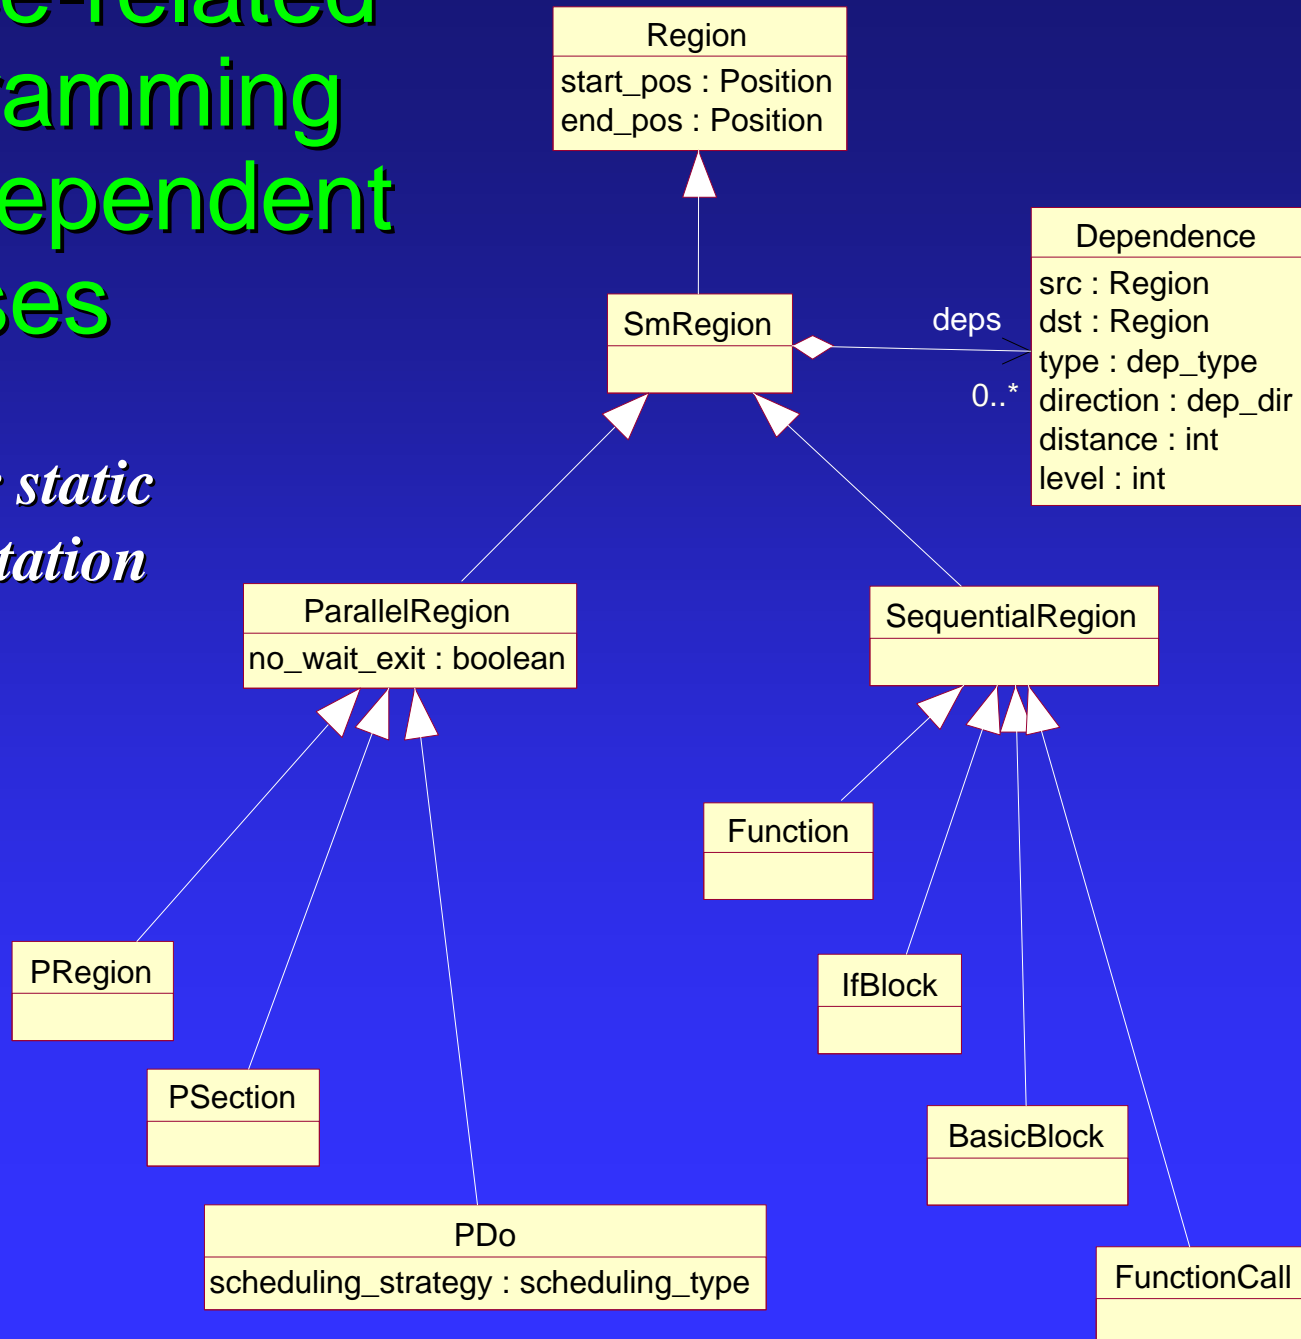 e-related
amming
ependent
ses
static
tation
Region
start_pos : Position
end_pos : Position
SmRegion
deps
0..*
Dependence
src : Region
dst : Region
type : dep_type
direction : dep_dir
distance : int
level : int
ParallelRegion
no_wait_exit : boolean
SequentialRegion
Function
PRegion
IfBlock
PSection
BasicBlock
PDo
scheduling_strategy : scheduling_type
FunctionCall